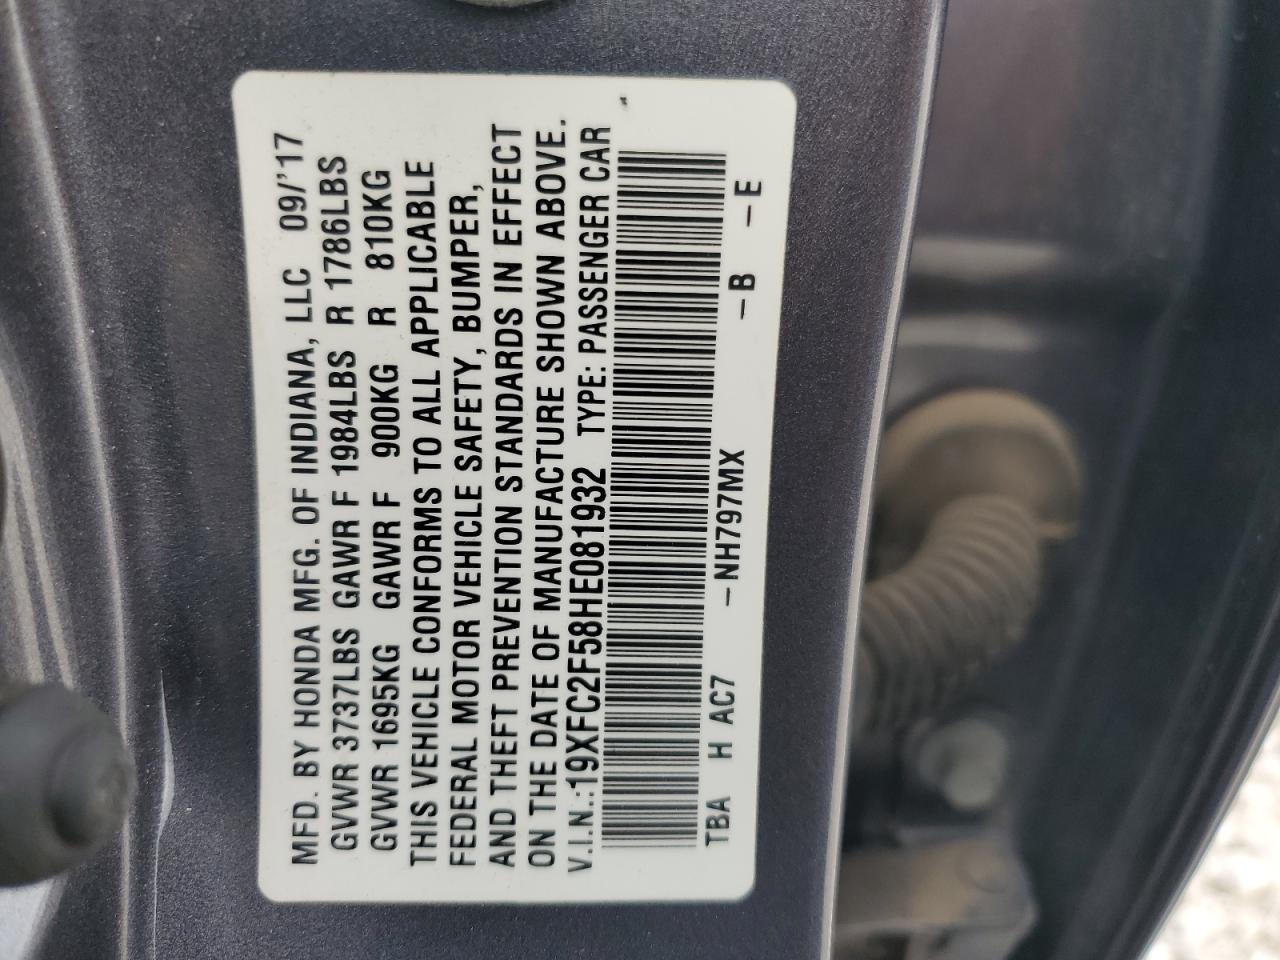 MFD. BY HONDA MFG. OF INDIANA, LLC 09/'17
GVWR 3737LBS GAWR F 1984LBS R 1786LBS
GVWR 1695KG GAWR F 900KG R 810KG
THIS VEHICLE CONFORMS TO ALL APPLICABLE
FEDERAL MOTOR VEHICLE SAFETY, BUMPER,
AND THEFT PREVENTION STANDARDS IN EFFECT
ON THE DATE OF MANUFACTURE SHOWN ABOVE.
V.I.N.:19XFC2F58HE081932 TYPE: PASSENGER CAR
TBA H AC7 -NH797MX -B -E